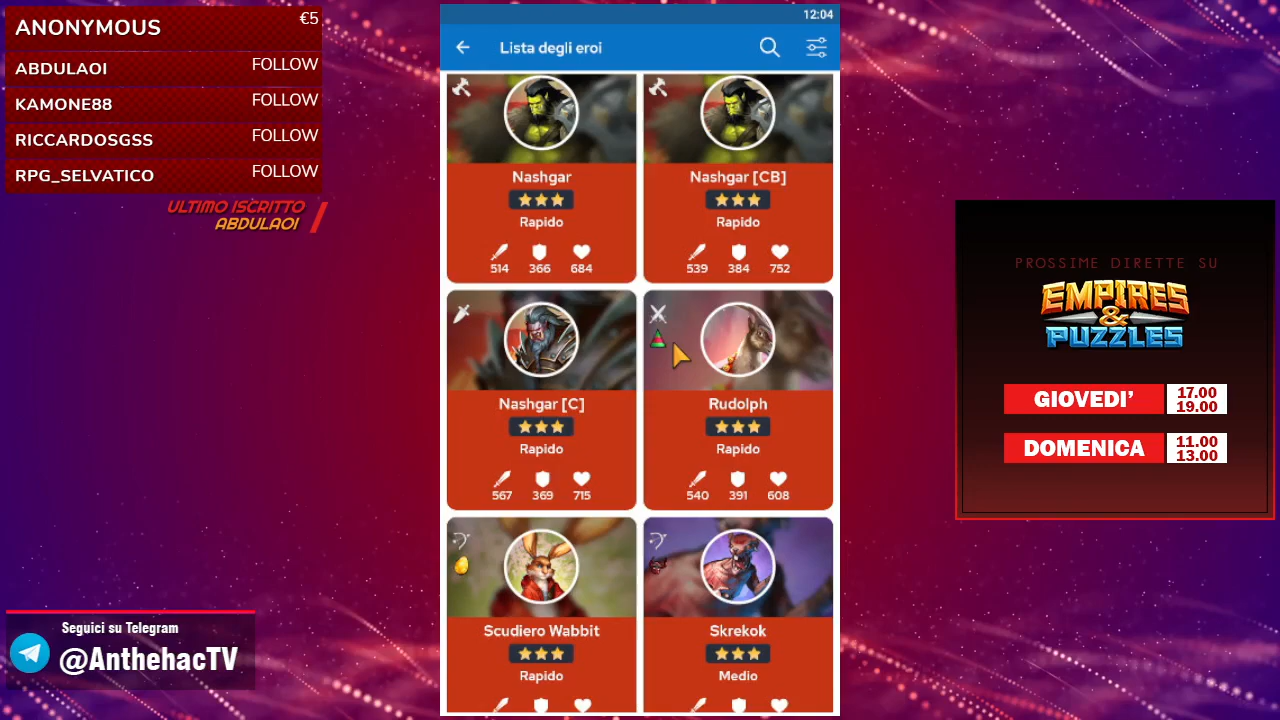 ANONYMOUS €5
ABDULAOI FOLLOW
KAMONE88 FOLLOW
RICCARDOSGSS FOLLOW
RPG_SELVATICO FOLLOW
ULTIMO ISCRITTO
ABDULAOI
Seguici su Telegram
@AnthehacTV
12:04
Lista degli eroi
Nashgar
Rapido
514 366 684
Nashgar [CB]
Rapido
539 384 752
Nashgar [C]
Rapido
567 369 715
Rudolph
Rapido
540 391 608
Scudiero Wabbit
Rapido
Skrekok
Medio
PROSSIME DIRETTE SU
EMPIRES
&
PUZZLES
GIOVEDI’ 17.00
19.00
DOMENICA 11.00
13.00